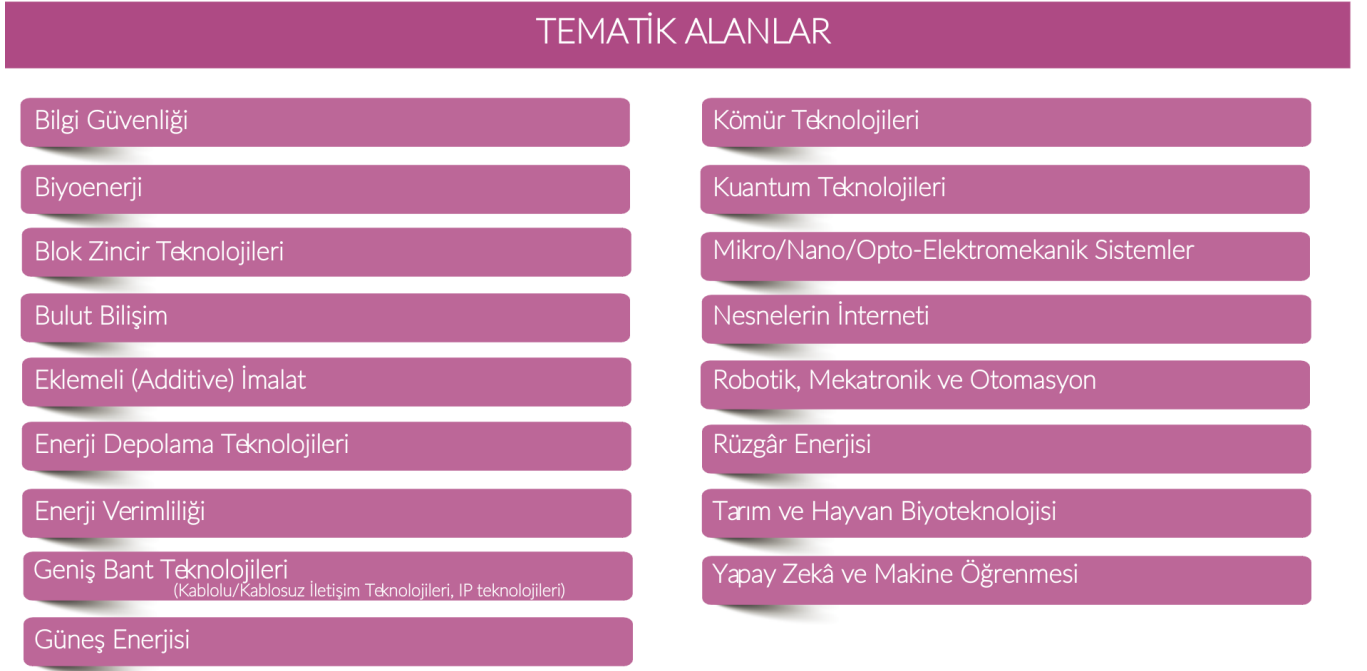 TEMATİK ALANLAR
Bilgi Güvenliği
Biyoenerji
Blok Zincir Teknolojileri
Bulut Bilişim
Eklemeli (Additive) İmalat
Enerji Depolama Teknolojileri
Enerji Verimliliği
Geniş Bant Teknolojileri
(Kablolu/Kablosuz İletişim Teknolojileri, IP teknolojileri)
Güneş Enerjisi
Kömür Teknolojileri
Kuantum Teknolojileri
Mikro/Nano/Opto-Elektromekanik Sistemler
Nesnelerin İnterneti
Robotik, Mekatronik ve Otomasyon
Rüzgâr Enerjisi
Tarım ve Hayvan Biyoteknolojisi
Yapay Zekâ ve Makine Öğrenmesi